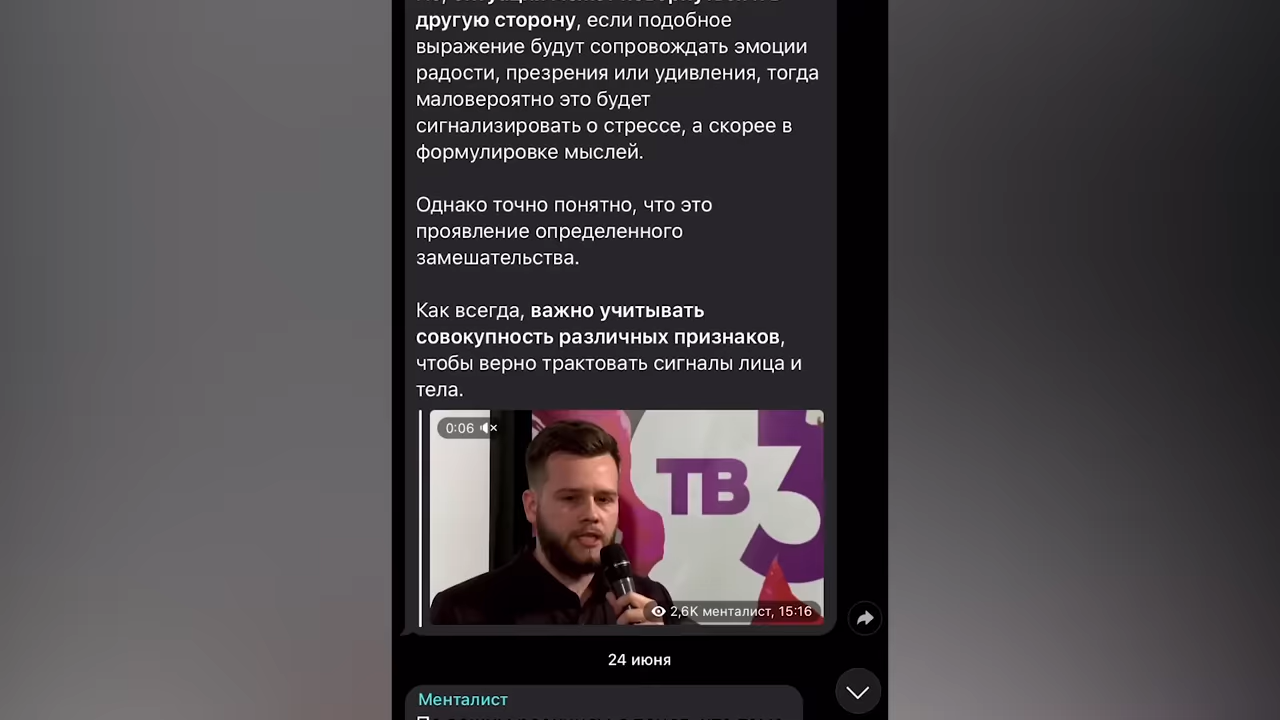 другую сторону, если подобное
выражение будут сопровождать эмоции
радости, презрения или удивления, тогда
маловероятно это будет
сигнализировать о стрессе, а скорее в
формулировке мыслей.
Однако точно понятно, что это
проявление определенного
замешательства.
Как всегда, важно учитывать
совокупность различных признаков,
чтобы верно трактовать сигналы лица и
тела.
0:06
ТВ3
2,6K менталист, 15:16
24 июня
Менталист